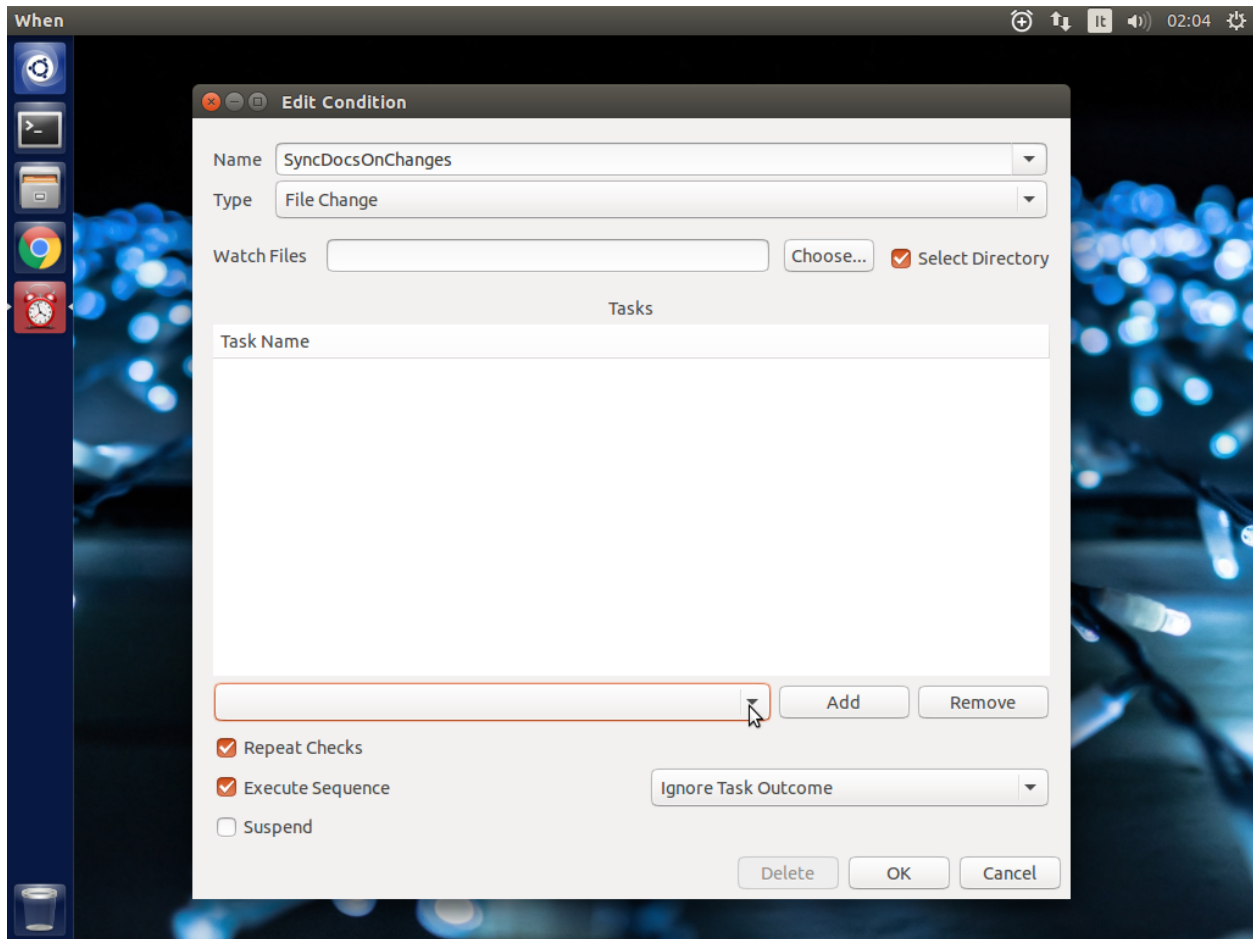 When
It
02:04
Edit Condition
Name SyncDocsOnChanges
Type File Change
Watch Files Choose... Select Directory
Tasks
Task Name
Add Remove
Repeat Checks
Execute Sequence Ignore Task Outcome
Suspend
Delete OK Cancel